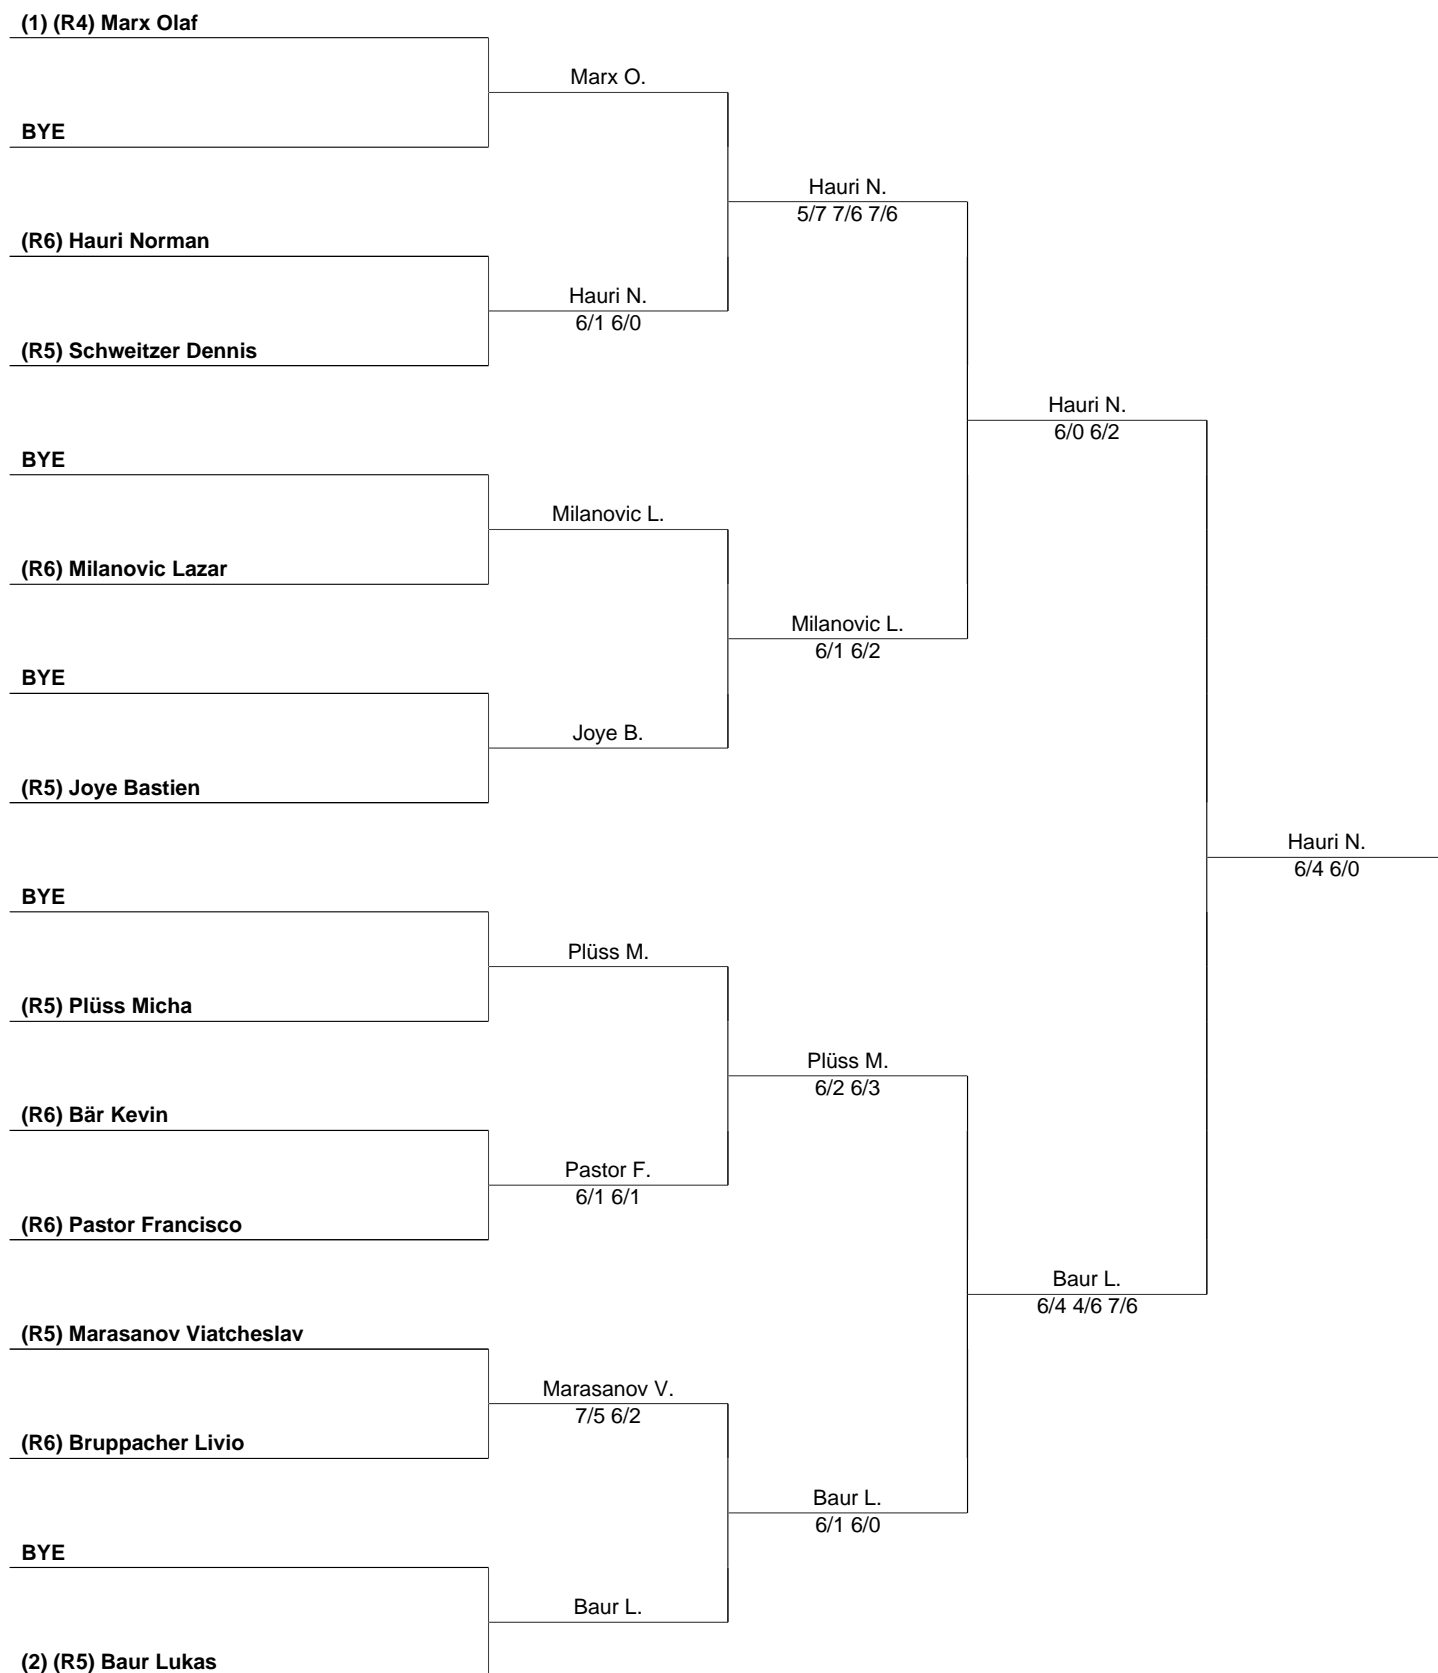 (1) (R4) Marx Olaf
Marx O.
BYE
Hauri N.
5/7 7/6 7/6
(R6) Hauri Norman
Hauri N.
6/1 6/0
(R5) Schweitzer Dennis
Hauri N.
6/0 6/2
BYE
Milanovic L.
(R6) Milanovic Lazar
Milanovic L.
6/1 6/2
BYE
Joye B.
(R5) Joye Bastien
Hauri N.
6/4 6/0
BYE
Plüss M.
(R5) Plüss Micha
Plüss M.
6/2 6/3
(R6) Bär Kevin
Pastor F.
6/1 6/1
(R6) Pastor Francisco
Baur L.
6/4 4/6 7/6
(R5) Marasanov Viatcheslav
Marasanov V.
7/5 6/2
(R6) Bruppacher Livio
Baur L.
6/1 6/0
BYE
Baur L.
(2) (R5) Baur Lukas